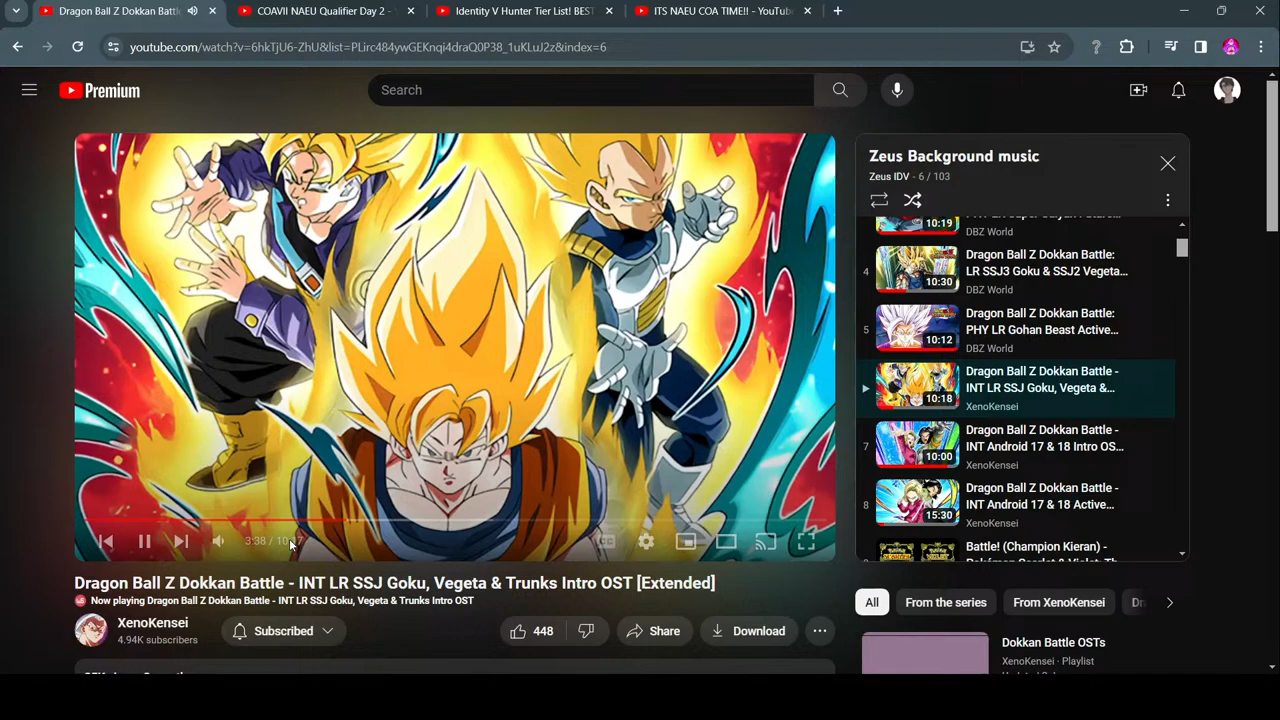 Dragon Ball Z Dokkan Battl
COAVII NAEU Qualifier Day 2 -
Identity V Hunter Tier List! BES
ITS NAEU COA TIME!! - YouTub
youtube.com/watch?v=6hkTjU6-ZhU&list=PLirc484ywGEKnqi4draQ0P38_1uKLuJ2z&index=6
Premium
Search
Zeus Background music
Zeus IDV - 6 / 103
10:19
DBZ World
4
10:30
Dragon Ball Z Dokkan Battle:
LR SSJ3 Goku & SSJ2 Vegeta...
DBZ World
5
10:12
Dragon Ball Z Dokkan Battle:
PHY LR Gohan Beast Active...
DBZ World
10:18
Dragon Ball Z Dokkan Battle -
INT LR SSJ Goku, Vegeta &...
XenoKensei
7
10:00
Dragon Ball Z Dokkan Battle -
INT Android 17 & 18 Intro OS...
XenoKensei
8
15:30
Dragon Ball Z Dokkan Battle -
INT Android 17 & 18 Active...
XenoKensei
Battle! (Champion Kieran) -
3:38 / 10:17
Dragon Ball Z Dokkan Battle - INT LR SSJ Goku, Vegeta & Trunks Intro OST [Extended]
Now playing Dragon Ball Z Dokkan Battle - INT LR SSJ Goku, Vegeta & Trunks Intro OST
XenoKensei
4.94K subscribers
Subscribed
448
Share
Download
All
From the series
From XenoKensei
Dr
Dokkan Battle OSTs
XenoKensei · Playlist